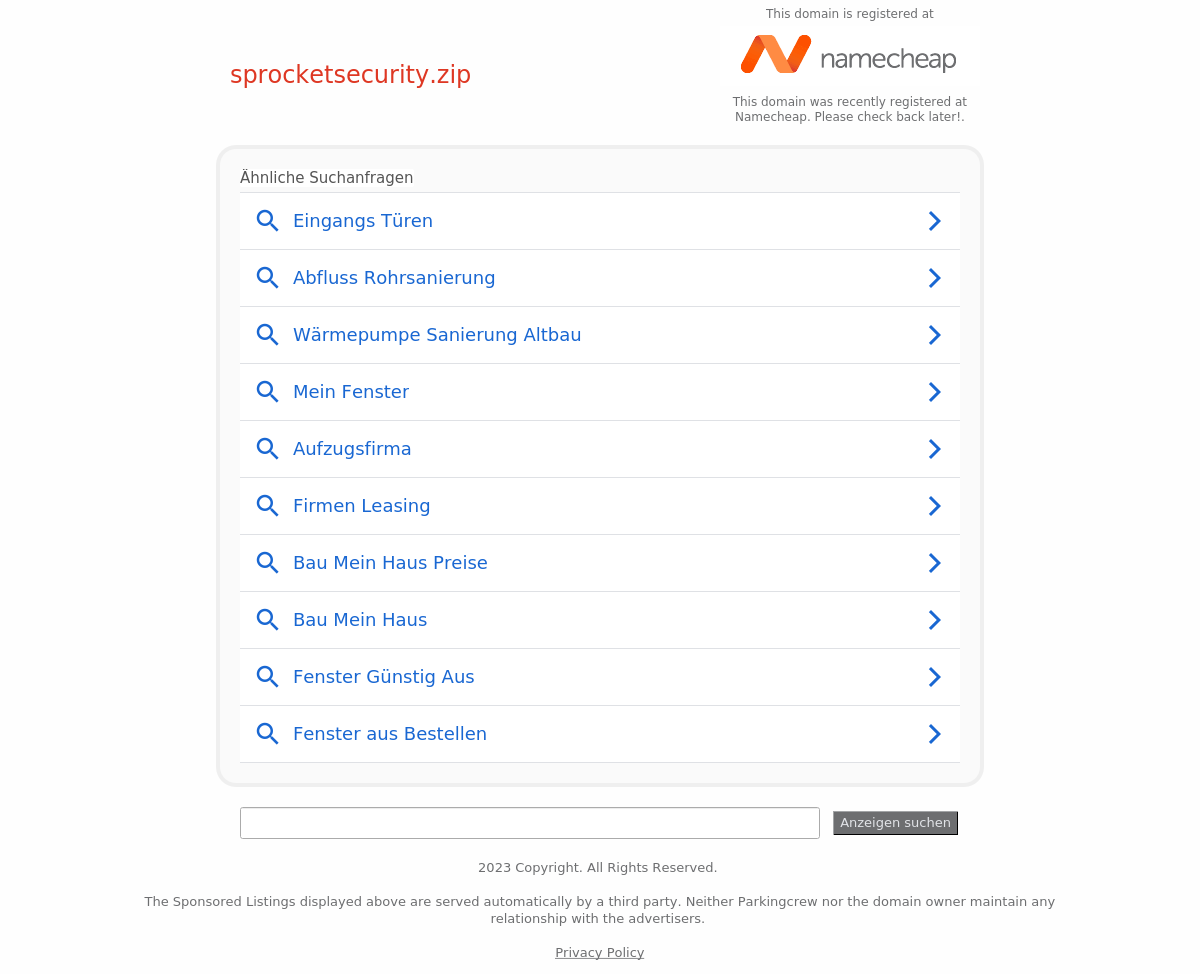 This domain is registered at
namecheap
sprocketsecurity.zip
This domain was recently registered at
Namecheap. Please check back later!.
Ähnliche Suchanfragen
Eingangs Türen
Abfluss Rohrsanierung
Wärmepumpe Sanierung Altbau
Mein Fenster
Aufzugsfirma
Firmen Leasing
Bau Mein Haus Preise
Bau Mein Haus
Fenster Günstig Aus
Fenster aus Bestellen
Anzeigen suchen
2023 Copyright. All Rights Reserved.
The Sponsored Listings displayed above are served automatically by a third party. Neither Parkingcrew nor the domain owner maintain any
relationship with the advertisers.
Privacy Policy